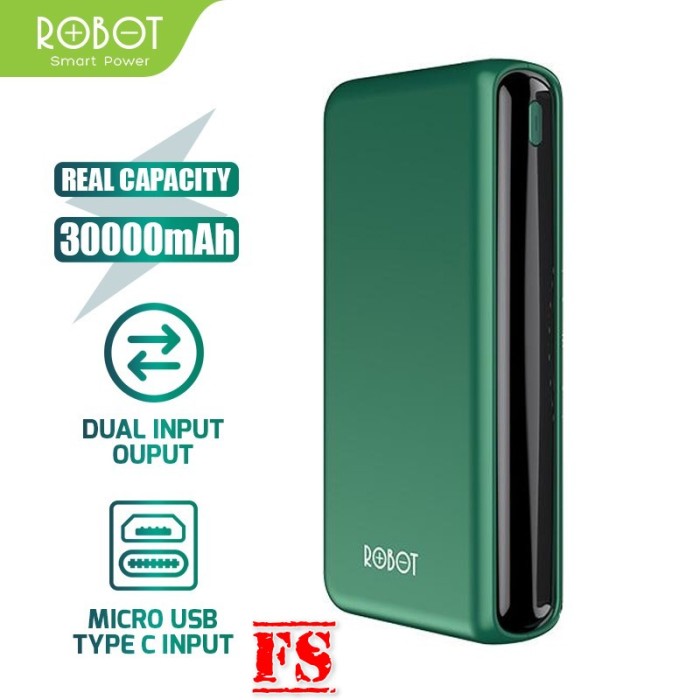 ROBOT
Smart Power
REAL CAPACITY
30000mAh
DUAL INPUT
OUPUT
MICRO USB
TYPE C INPUT
ROBOT
FS